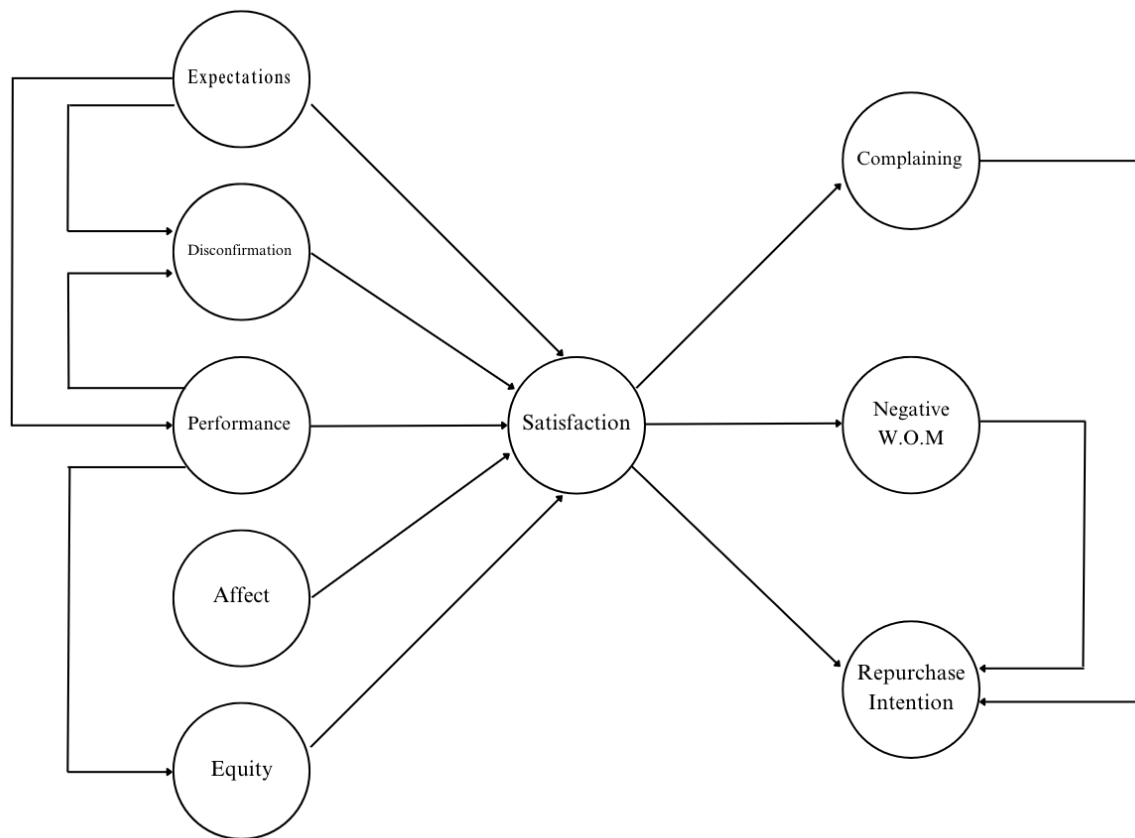 Expectations
Disconfirmation
Performance
Affect
Equity
Satisfaction
Complaining
Negative
W.O.M
Repurchase
Intention